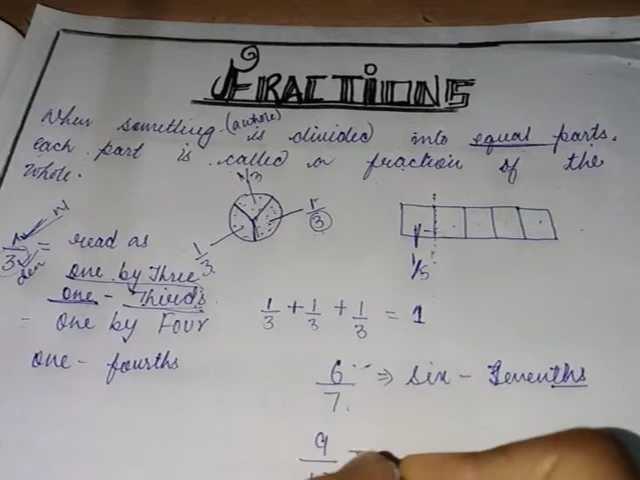 FRACTIONS
When something (a whole) is divided into equal parts.
each part is called a fraction of the
whole.
1/3
1/3
1/3
1/5
N
1/3 = read as
den
one by Three
one - Thirds
= one by Four
one - fourths
1/3 + 1/3 + 1/3 = 1
6/7 ⇒ Six - Sevenths
9